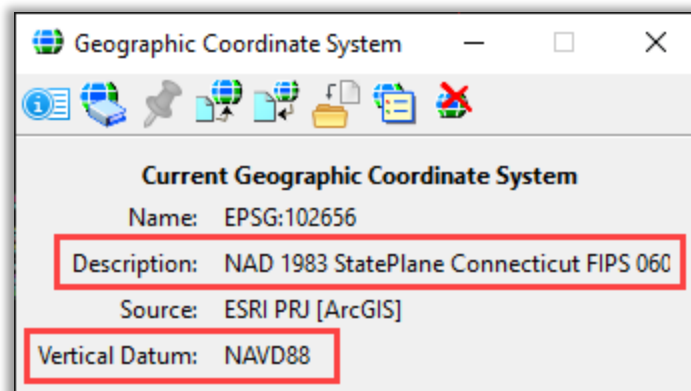 Geographic Coordinate System
Current Geographic Coordinate System
Name: EPSG:102656
Description: NAD 1983 StatePlane Connecticut FIPS 060
Source: ESRI PRJ [ArcGIS]
Vertical Datum: NAVD88